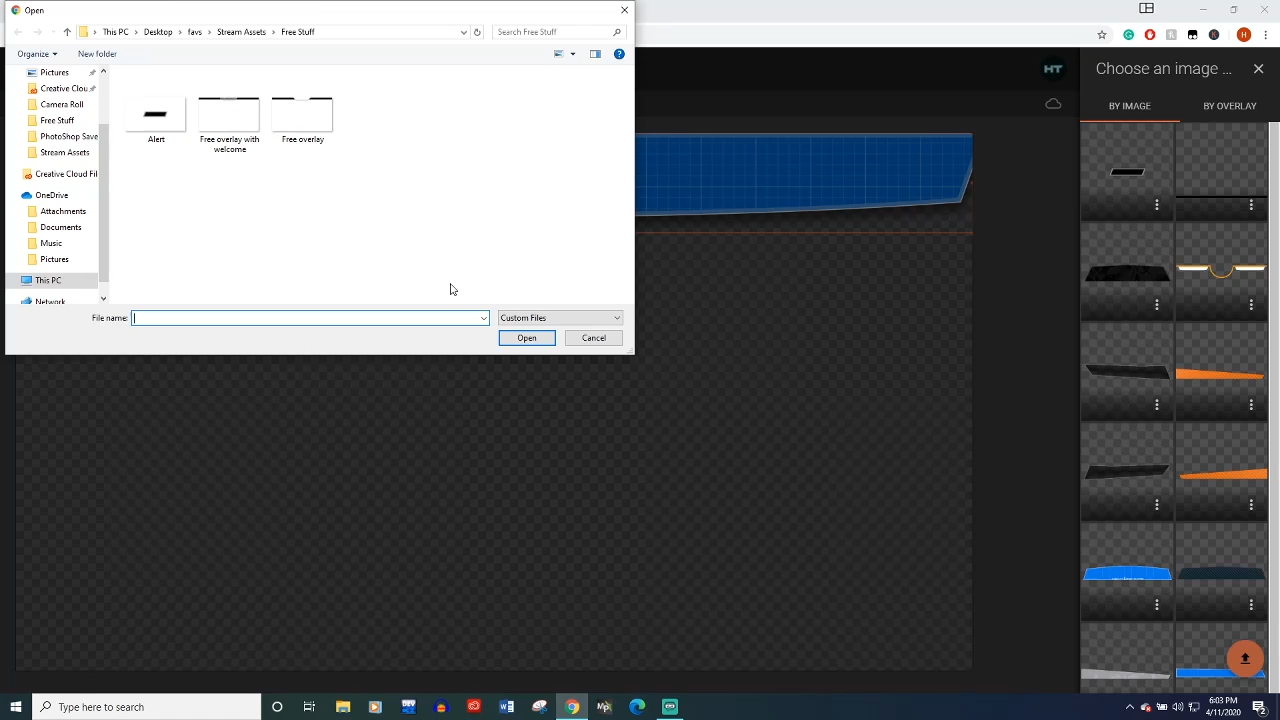 Open
This PC > Desktop > favs > Stream Assets > Free Stuff
Search Free Stuff
Organize
New folder
Pictures
Creative Clou
Camera Roll
Free Stuff
PhotoShop Save
Stream Assets
Creative Cloud Fil
OneDrive
Attachments
Documents
Music
Pictures
This PC
Network
Alert
Free overlay with
welcome
Free overlay
File name:
Custom Files
Open
Cancel
H
HT
Choose an image ...
BY IMAGE
BY OVERLAY
Type here to search
6:03 PM
4/11/2020